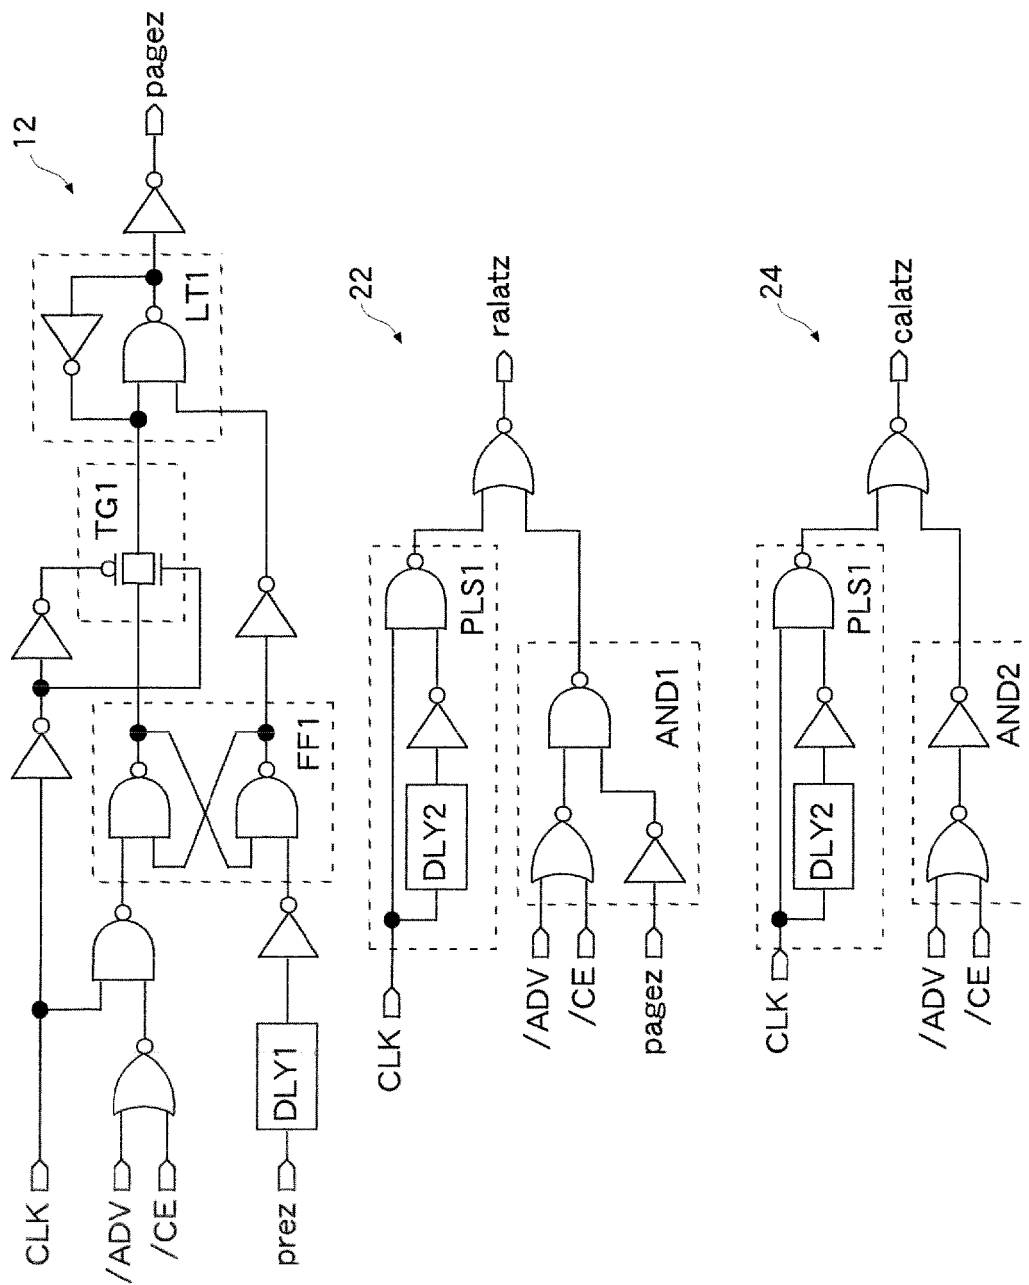 12
CLK
/ADV
/CE
prez
DLY1
FF1
TG1
LT1
pagez
22
CLK
DLY2
PLS1
/ADV
/CE
pagez
AND1
ralatz
24
CLK
DLY2
PLS1
/ADV
/CE
AND2
calatz